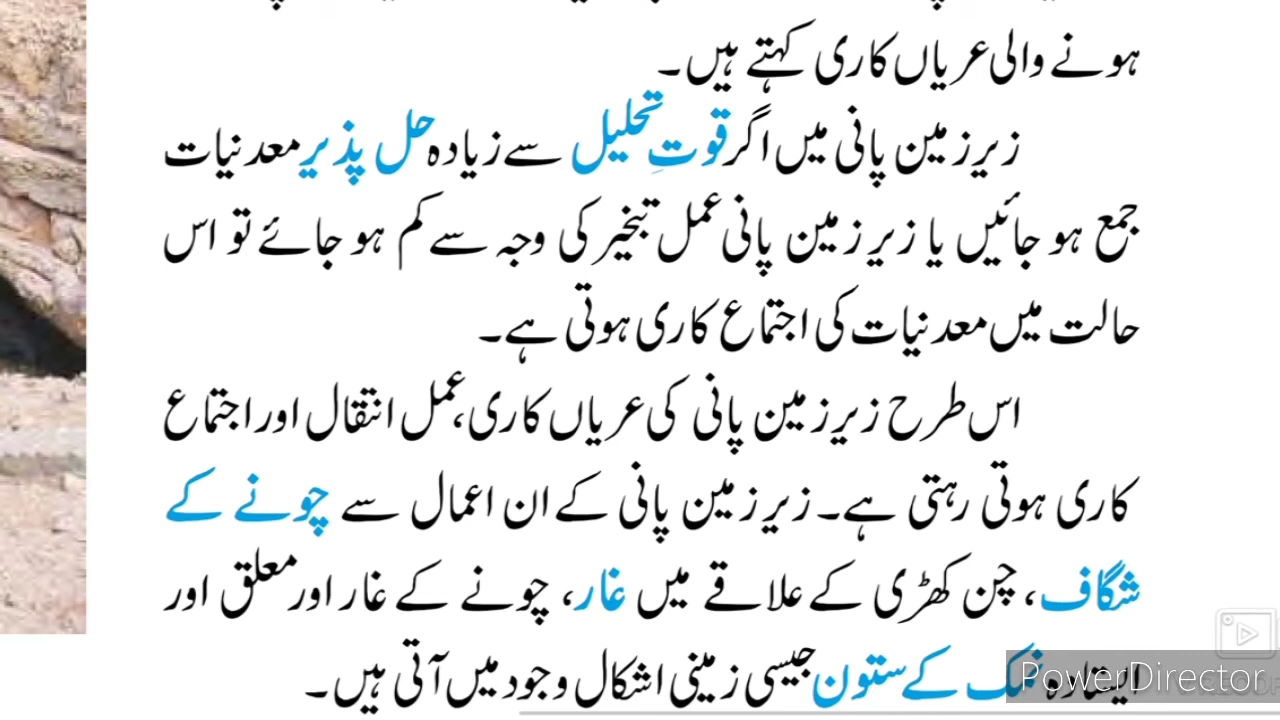 ہونے والی عریاں کاری کہتے ہیں۔
زیرِ زمین پانی میں اگر قوتِ تحلیل سے زیادہ حل پذیر معدنیات
جمع ہو جائیں یا زیرِ زمین پانی عمل تبخیر کی وجہ سے کم ہو جائے تو اس
حالت میں معدنیات کی اجتماع کاری ہوتی ہے۔
اس طرح زیرِ زمین پانی کی عریاں کاری، عمل انتقال اور اجتماع
کاری ہوتی رہتی ہے۔ زیرِ زمین پانی کے ان اعمال سے چونے کے
شگاف، چن کھڑی کے علاقے میں غار، چونے کے غار اور معلق اور
ایستادہ نمک کے ستون جیسی زمینی اشکال وجود میں آتی ہیں۔
PowerDirector